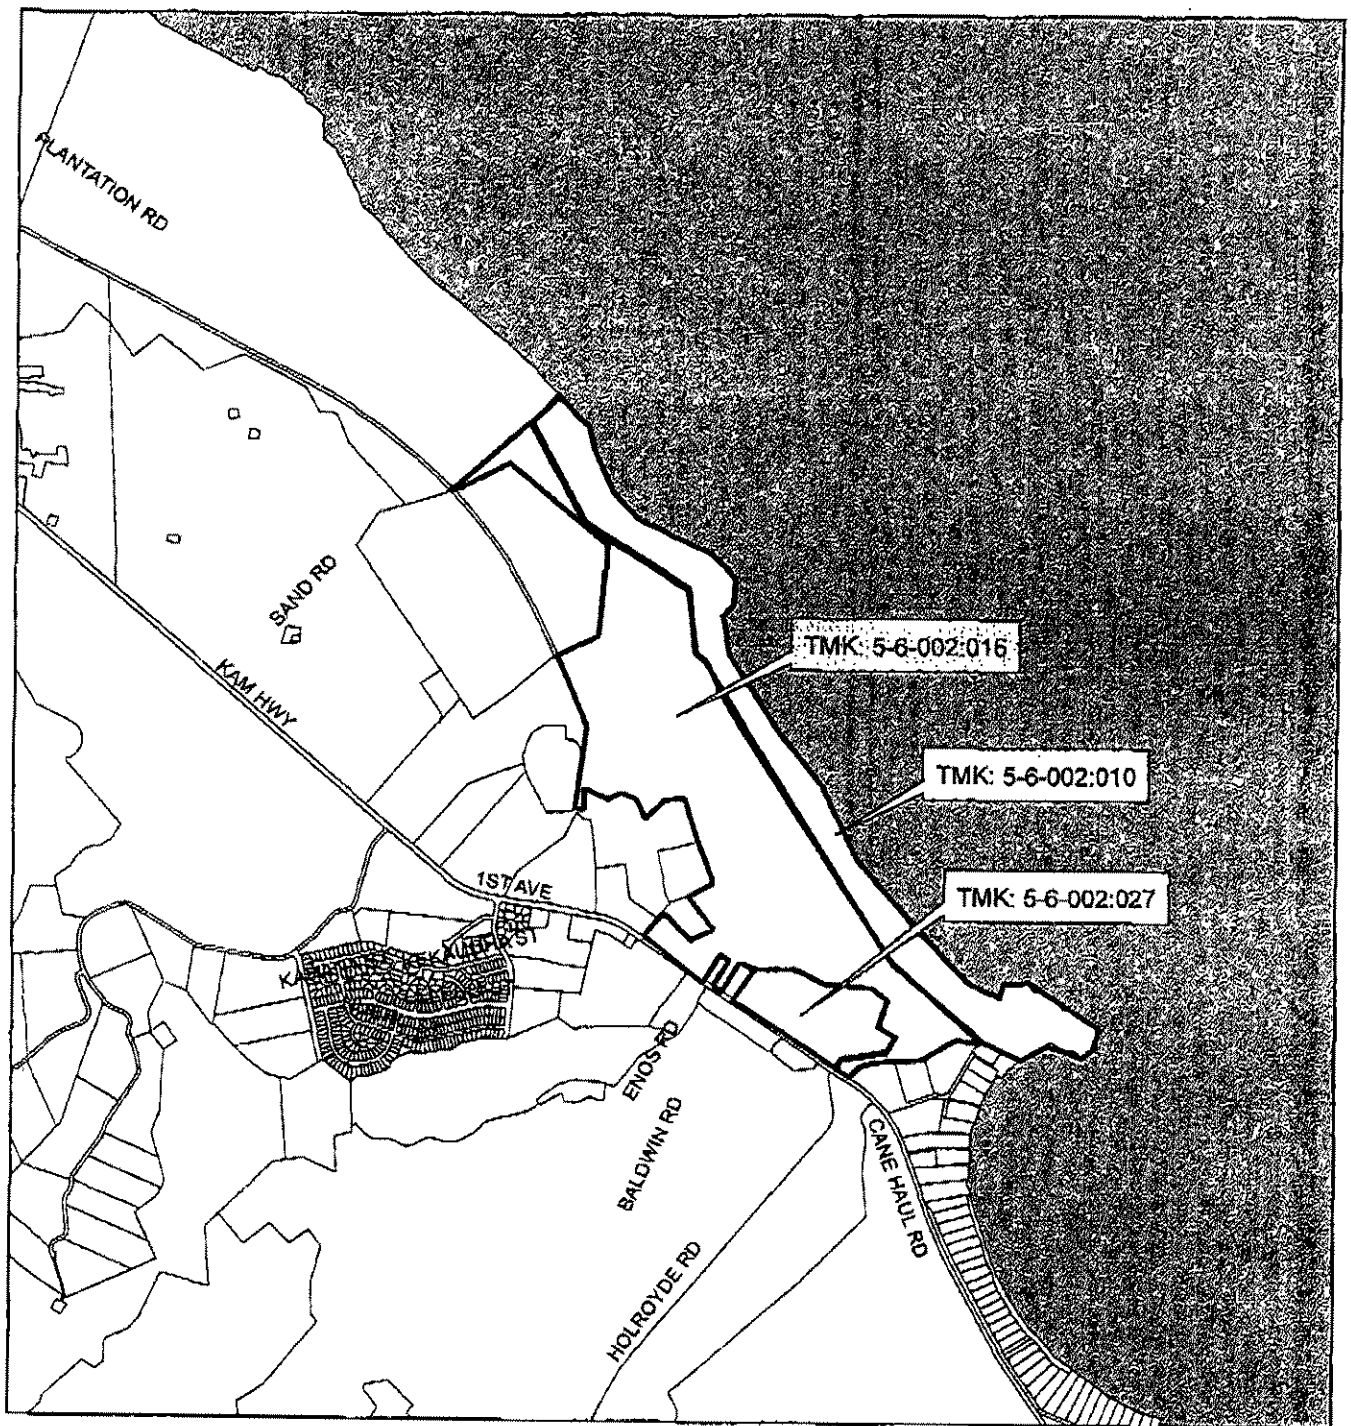 PLANTATION RD
SAND RD
KAM HWY
TMK: 5-6-002:016
TMK: 5-6-002:010
TMK: 5-6-002:027
1ST AVE
ST
ENOS RD
BALDWIN RD
CANE HAUL RD
HOLROYDE RD